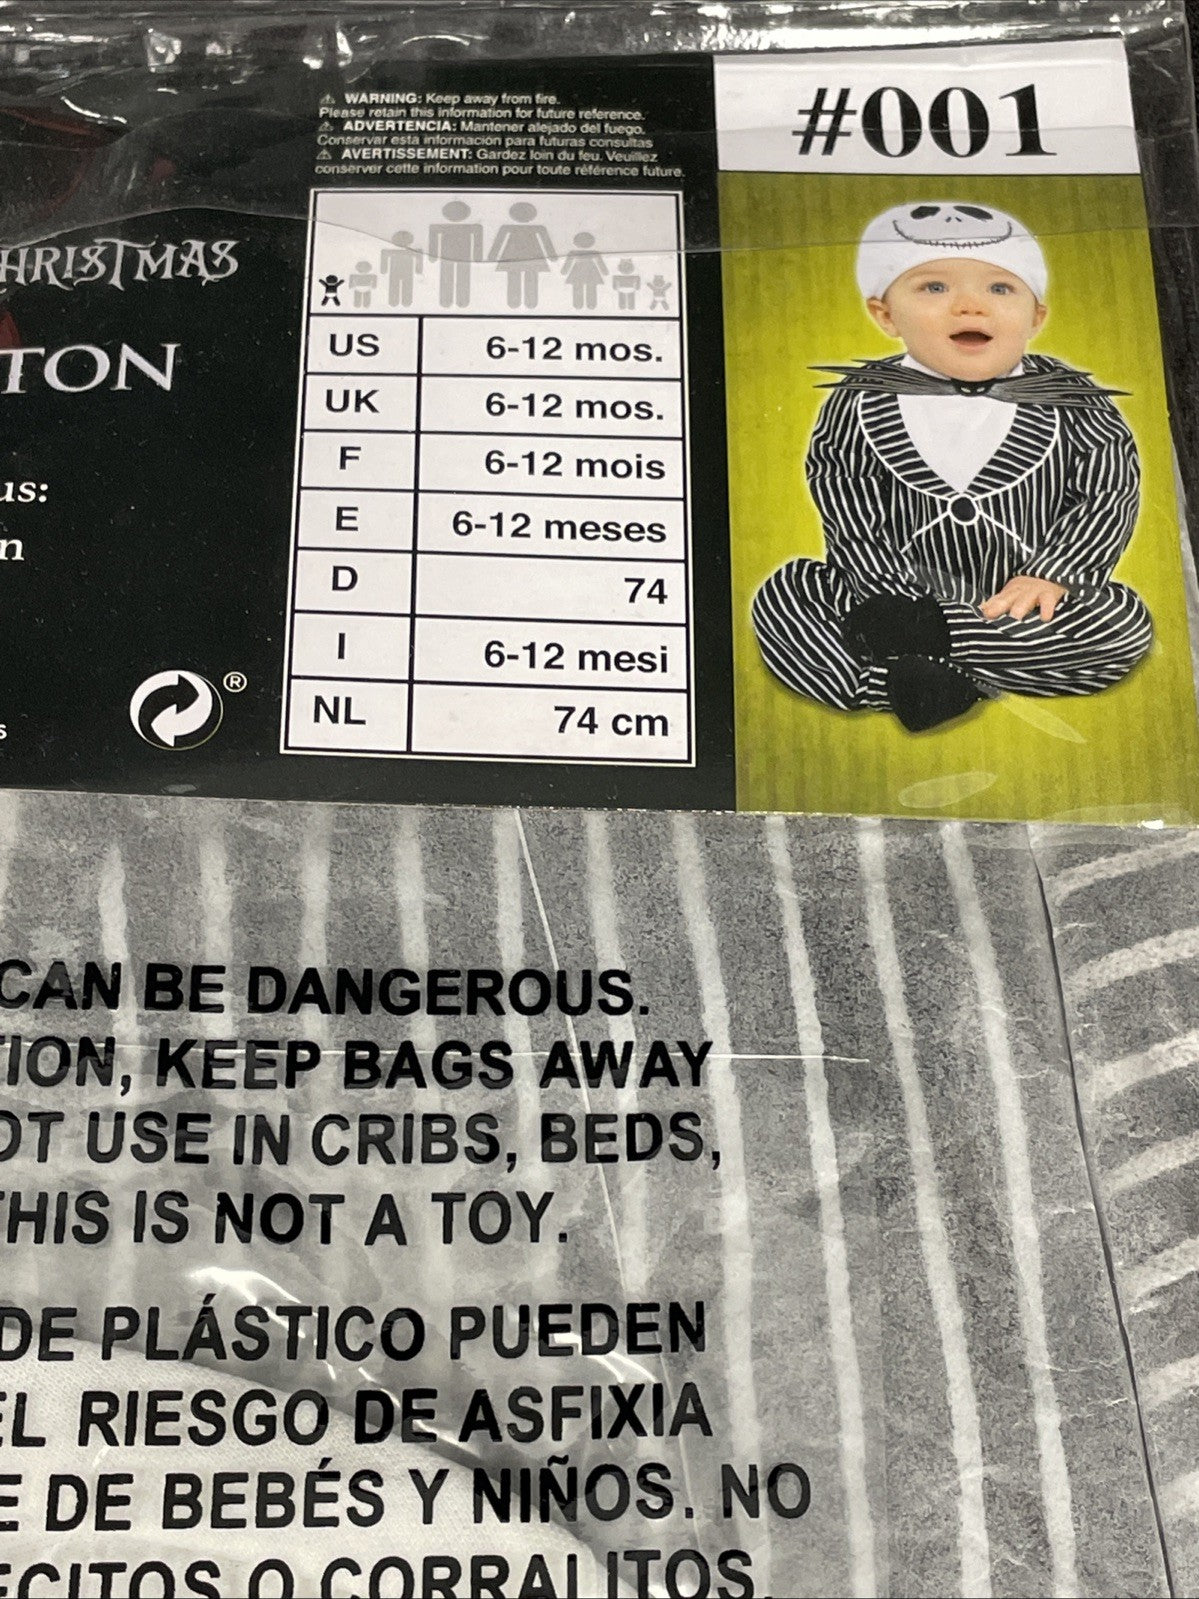 ⚠ WARNING: Keep away from fire.
Please retain this information for future reference.
⚠ ADVERTENCIA: Mantener alejado del fuego.
Conservar esta información para futuras consultas
⚠ AVERTISSEMENT: Gardez loin du feu. Veuillez
conserver cette information pour toute référence future.
#001
HRISTMAS
TON
us:
n
s
®
US 6-12 mos.
UK 6-12 mos.
F 6-12 mois
E 6-12 meses
D 74
I 6-12 mesi
NL 74 cm
CAN BE DANGEROUS.
TION, KEEP BAGS AWAY
OT USE IN CRIBS, BEDS,
THIS IS NOT A TOY.
DE PLÁSTICO PUEDEN
EL RIESGO DE ASFIXIA
E DE BEBÉS Y NIÑOS. NO
ECITOS O CORRALITOS.